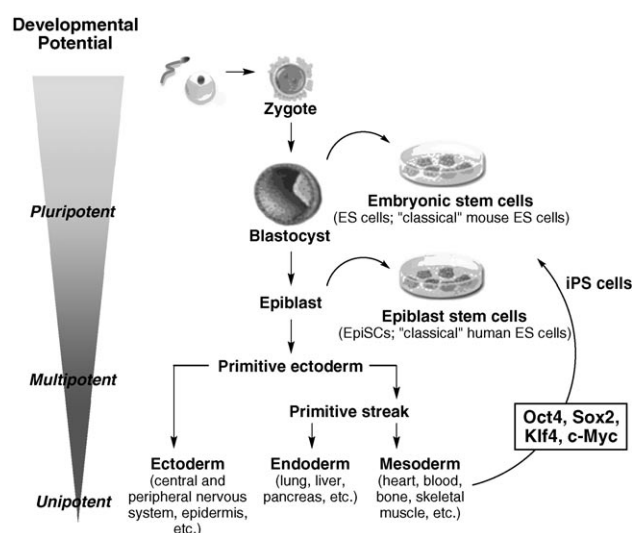 Developmental
Potential
Zygote
Pluripotent
Embryonic stem cells
(ES cells; "classical" mouse ES cells)
Blastocyst
iPS cells
Epiblast
Epiblast stem cells
(EpiSCs; "classical" human ES cells)
Primitive ectoderm
Multipotent
Primitive streak
Oct4, Sox2,
Klf4, c-Myc
Ectoderm
(central and
peripheral nervous
system, epidermis,
etc.)
Endoderm
(lung, liver,
pancreas, etc.)
Mesoderm
(heart, blood,
bone, skeletal
muscle, etc.)
Unipotent